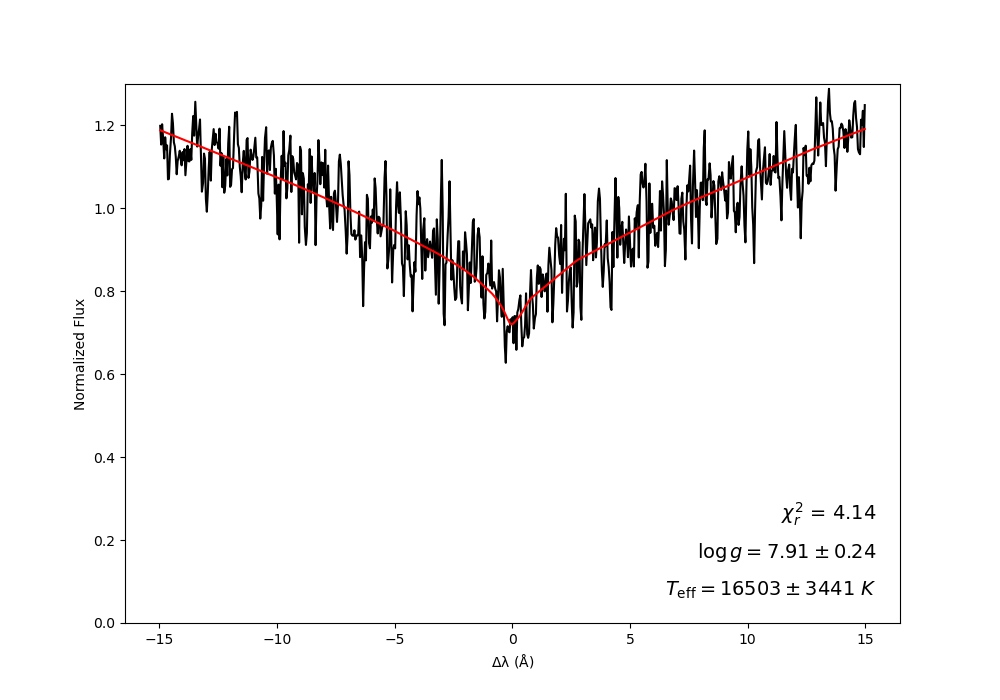 1.2
1.0
0.8
0.6
0.4
0.2
0.0
Normalized Flux
χ²ᵣ = 4.14
log g = 7.91 ± 0.24
T_eff = 16503 ± 3441 K
−15 −10 −5 0 5 10 15
Δλ (Å)